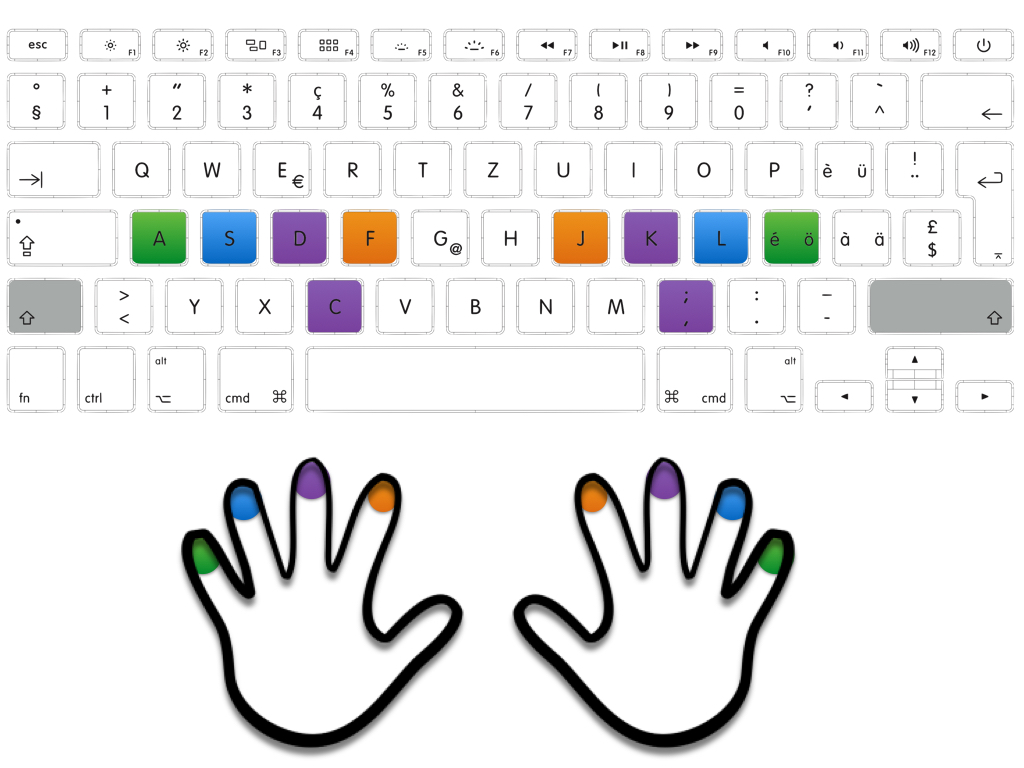 esc F1 F2 F3 F4 F5 F6 F7 F8 F9 F10 F11 F12
° + “ * ç % & / ( ) = ? `
§ 1 2 3 4 5 6 7 8 9 0 ‘ ^
Q W E € R T Z U I O P è ü ! ¨
A S D F G @ H J K L é ö à ä £ $
> < Y X C V B N M ; , : . – -
fn ctrl alt ⌥ cmd ⌘ ⌘ cmd alt ⌥